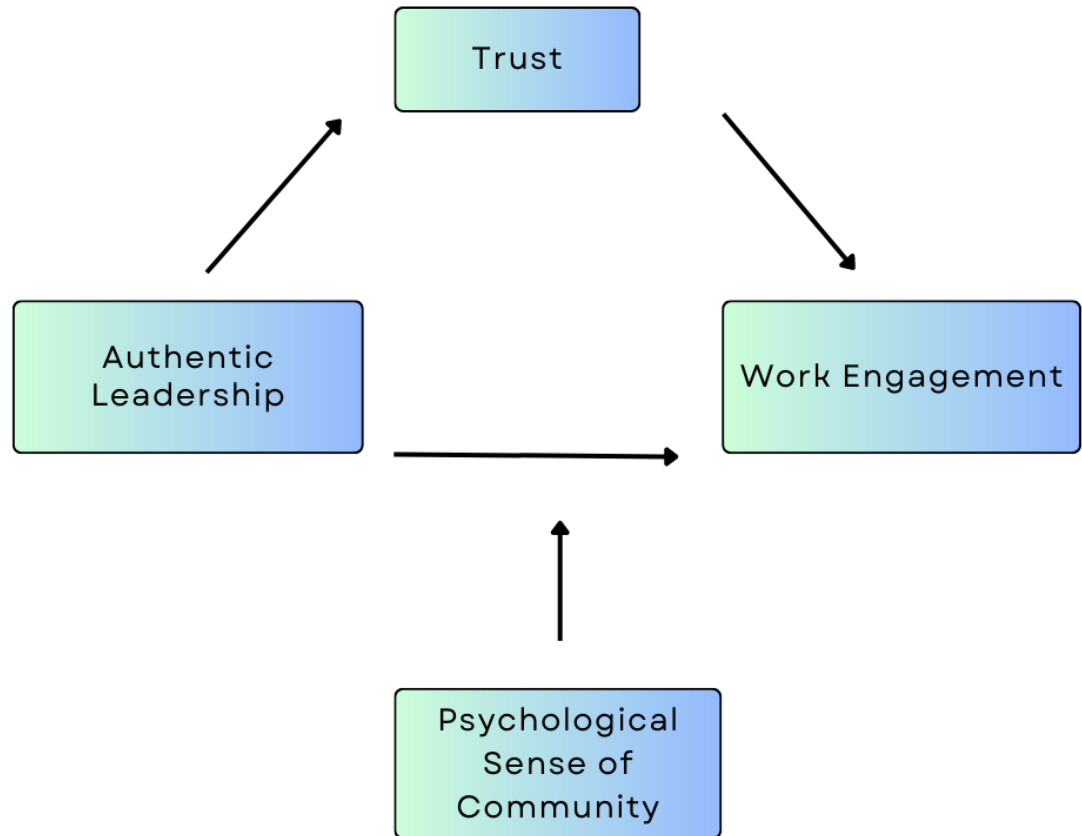 Trust
Authentic
Leadership
Work Engagement
Psychological
Sense of
Community